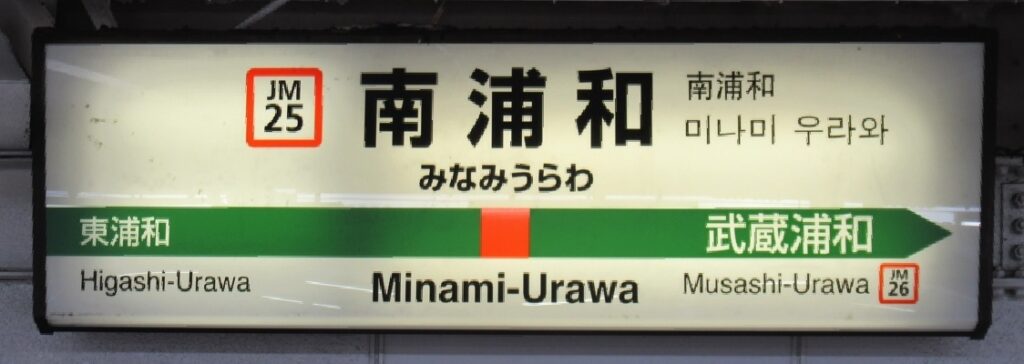 JM
25
南浦和
みなみうらわ
南浦和
미나미 우라와
東浦和
武蔵浦和
Higashi-Urawa
Minami-Urawa
Musashi-Urawa
JM
26